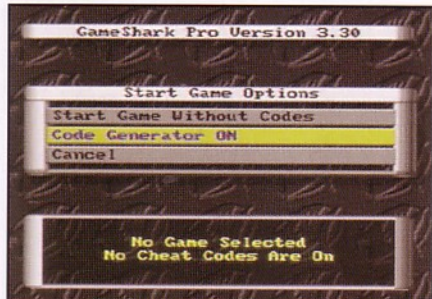 GameShark Pro Version 3.30
Start Game Options
Start Game Without Codes
Code Generator ON
Cancel
No Game Selected
No Cheat Codes Are On